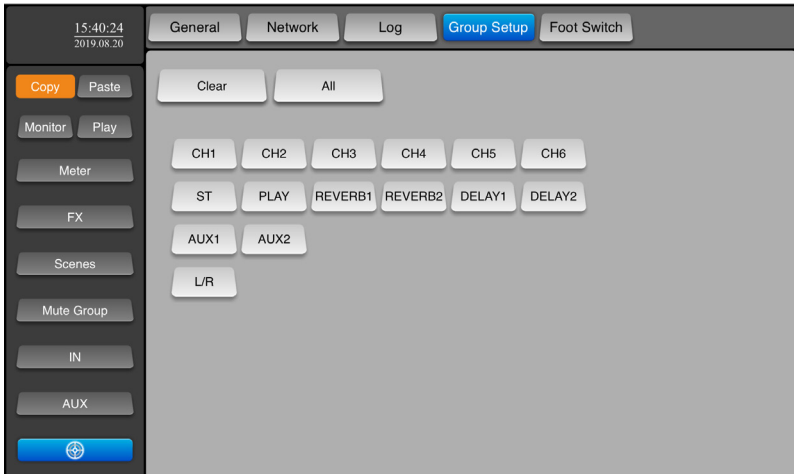 15:40:24
2019.08.20
General Network Log Group Setup Foot Switch
Copy Paste
Monitor Play
Meter
FX
Scenes
Mute Group
IN
AUX
Clear All
CH1 CH2 CH3 CH4 CH5 CH6
ST PLAY REVERB1 REVERB2 DELAY1 DELAY2
AUX1 AUX2
L/R